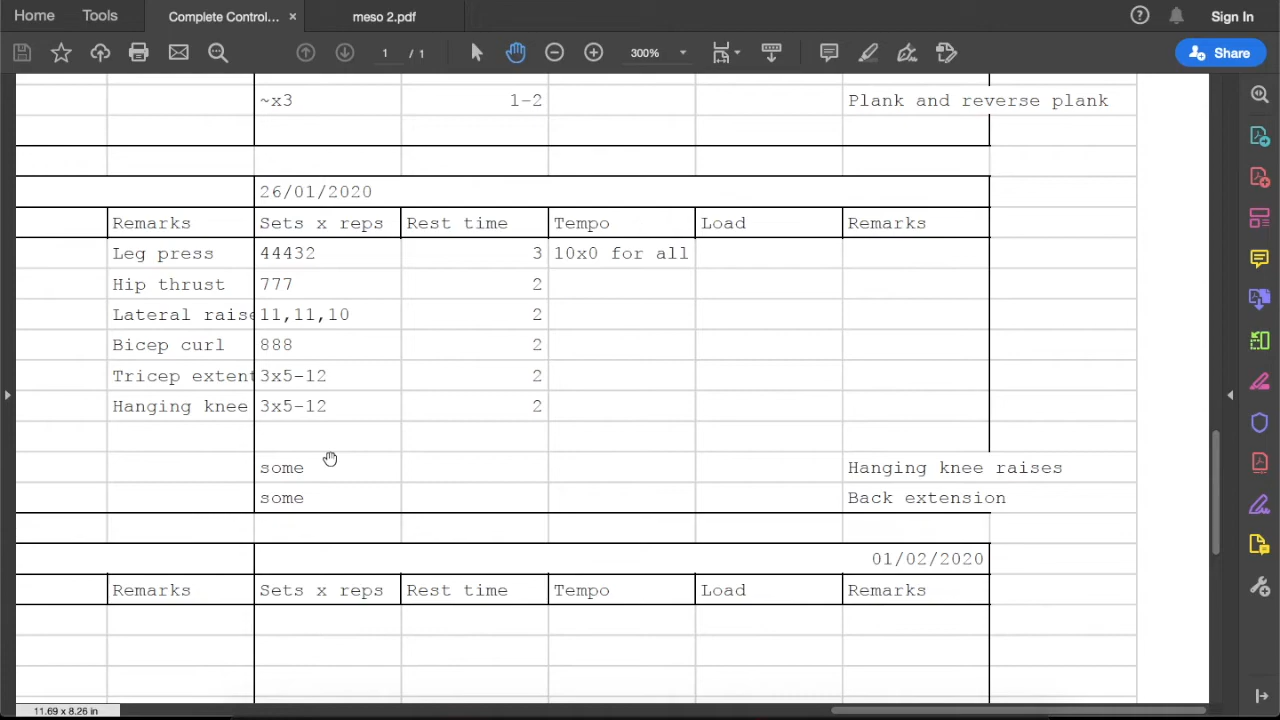 Home Tools Complete Control... × meso 2.pdf Sign In
1 / 1 300% Share
~x3 1-2 Plank and reverse plank
26/01/2020
Remarks Sets x reps Rest time Tempo Load Remarks
Leg press 44432 3 10x0 for all
Hip thrust 777 2
Lateral raise 11,11,10 2
Bicep curl 888 2
Tricep extent 3x5-12 2
Hanging knee 3x5-12 2
some Hanging knee raises
some Back extension
01/02/2020
Remarks Sets x reps Rest time Tempo Load Remarks
11.69 x 8.26 in